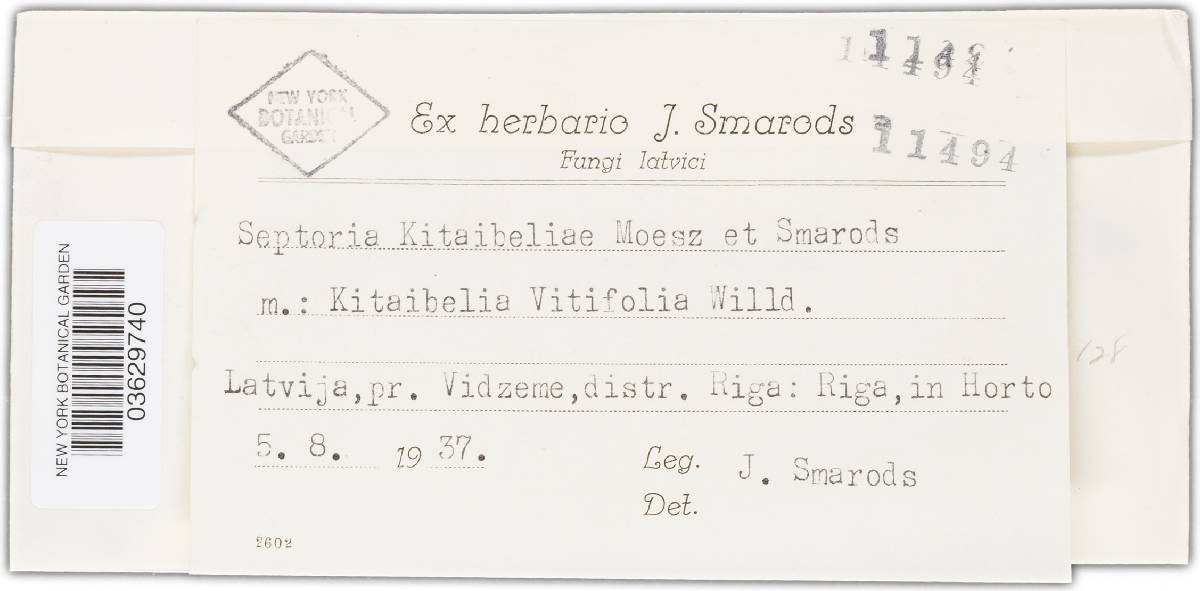 NEW YORK
BOTANICAL
GARDEN
Ex herbario J. Smarods
Fungi latvici
11494
Septoria Kitaibeliae Moesz et Smarods
m.: Kitaibelia Vitifolia Willd.
Latvija,pr. Vidzeme,distr. Riga: Riga,in Horto
5. 8. 19 37.
Leg. J. Smarods
Det.
2602
128
NEW YORK BOTANICAL GARDEN
03629740